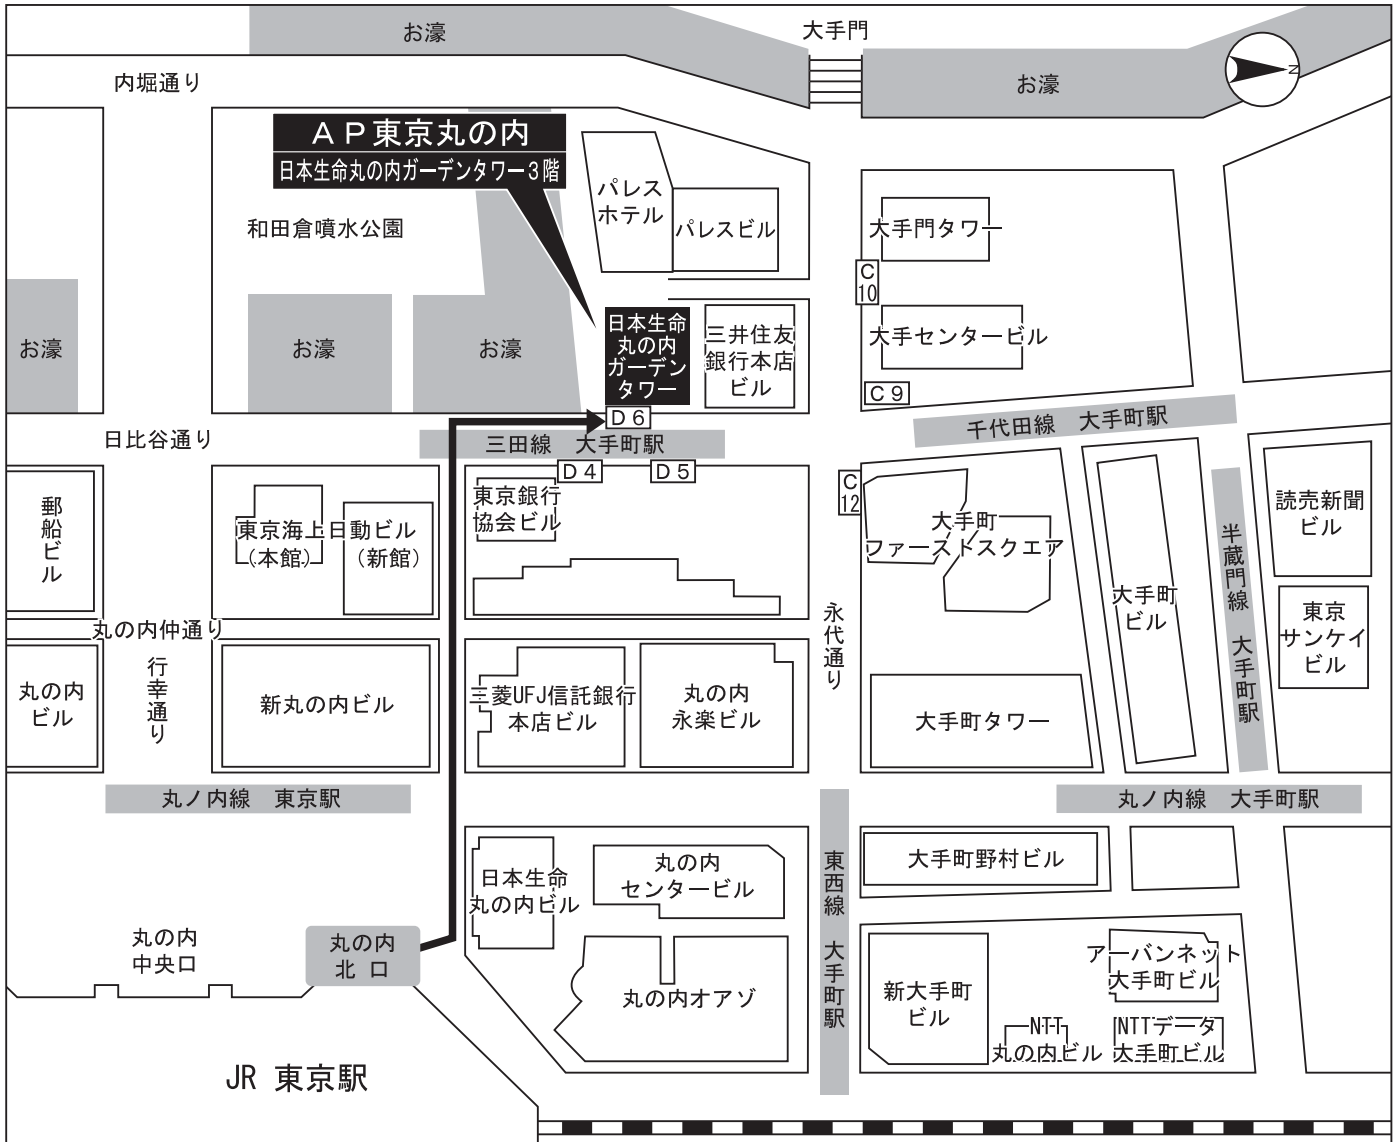 お濠
大手門
お濠
N
内堀通り
ＡＰ東京丸の内
日本生命丸の内ガーデンタワー３階
和田倉噴水公園
パレス
ホテル
パレスビル
大手門タワー
C
10
大手センタービル
C9
お濠
お濠
お濠
日本生命
丸の内
ガーデン
タワー
三井住友
銀行本店
ビル
D6
日比谷通り
三田線　大手町駅
千代田線　大手町駅
D4
D5
C
12
郵船ビル
東京海上日動ビル
（本館）
（新館）
東京銀行
協会ビル
大手町
ファーストスクエア
大手町
ビル
半蔵門線　大手町駅
読売新聞
ビル
東京
サンケイ
ビル
丸の内仲通り
永代通り
丸の内
ビル
行幸通り
新丸の内ビル
三菱UFJ信託銀行
本店ビル
丸の内
永楽ビル
大手町タワー
丸ノ内線　東京駅
丸ノ内線　大手町駅
日本生命
丸の内ビル
丸の内
センタービル
東西線　大手町駅
大手町野村ビル
丸の内
中央口
丸の内
北口
丸の内オアゾ
新大手町
ビル
アーバンネット
大手町ビル
NTT
丸の内ビル
NTTデータ
大手町ビル
JR 東京駅